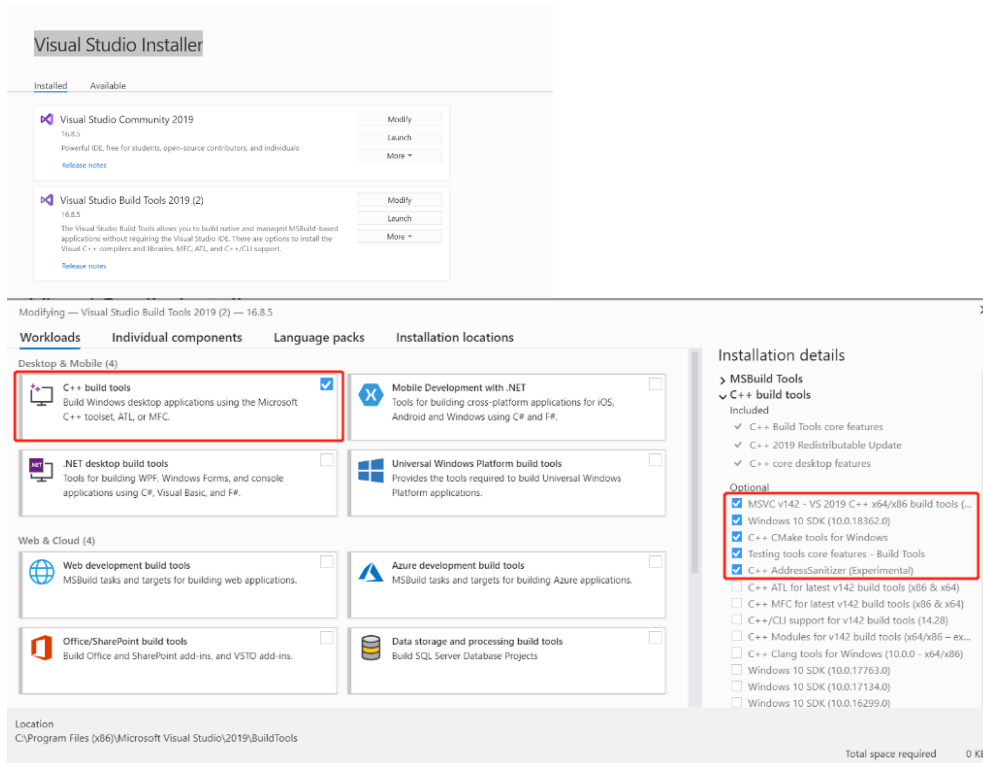 Visual Studio Installer
Installed Available
Visual Studio Community 2019
16.8.5
Powerful IDE, free for students, open-source contributors, and individuals
Release notes
Modify
Launch
More
Visual Studio Build Tools 2019 (2)
16.8.5
The Visual Studio Build Tools allows you to build native and managed MSBuild-based
applications without requiring the Visual Studio IDE. There are options to install the
Visual C++ compilers and libraries, MFC, ATL, and C++/CLI support.
Release notes
Modify
Launch
More
Modifying — Visual Studio Build Tools 2019 (2) — 16.8.5
Workloads Individual components Language packs Installation locations
Desktop & Mobile (4)
C++ build tools
Build Windows desktop applications using the Microsoft
C++ toolset, ATL, or MFC.
Mobile Development with .NET
Tools for building cross-platform applications for iOS,
Android and Windows using C# and F#.
.NET
.NET desktop build tools
Tools for building WPF, Windows Forms, and console
applications using C#, Visual Basic, and F#.
Universal Windows Platform build tools
Provides the tools required to build Universal Windows
Platform applications.
Web & Cloud (4)
Web development build tools
MSBuild tasks and targets for building web applications.
Azure development build tools
MSBuild tasks and targets for building Azure applications.
Office/SharePoint build tools
Build Office and SharePoint add-ins, and VSTO add-ins.
Data storage and processing build tools
Build SQL Server Database Projects
Installation details
MSBuild Tools
C++ build tools
Included
C++ Build Tools core features
C++ 2019 Redistributable Update
C++ core desktop features
Optional
MSVC v142 - VS 2019 C++ x64/x86 build tools (...
Windows 10 SDK (10.0.18362.0)
C++ CMake tools for Windows
Testing tools core features - Build Tools
C++ AddressSanitizer (Experimental)
C++ ATL for latest v142 build tools (x86 & x64)
C++ MFC for latest v142 build tools (x86 & x64)
C++/CLI support for v142 build tools (14.28)
C++ Modules for v142 build tools (x64/x86 – ex...
C++ Clang tools for Windows (10.0.0 - x64/x86)
Windows 10 SDK (10.0.17763.0)
Windows 10 SDK (10.0.17134.0)
Windows 10 SDK (10.0.16299.0)
Location
C:\Program Files (x86)\Microsoft Visual Studio\2019\BuildTools
Total space required 0 KB